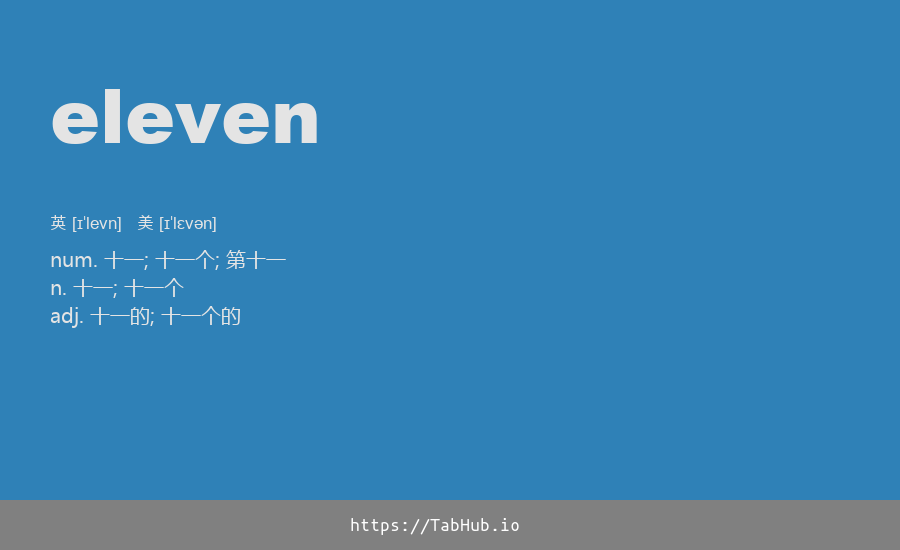 eleven
英 [ɪ'levn] 美 [ɪ'lɛvən]
num. 十一; 十一个; 第十一
n. 十一; 十一个
adj. 十一的; 十一个的
https://TabHub.io